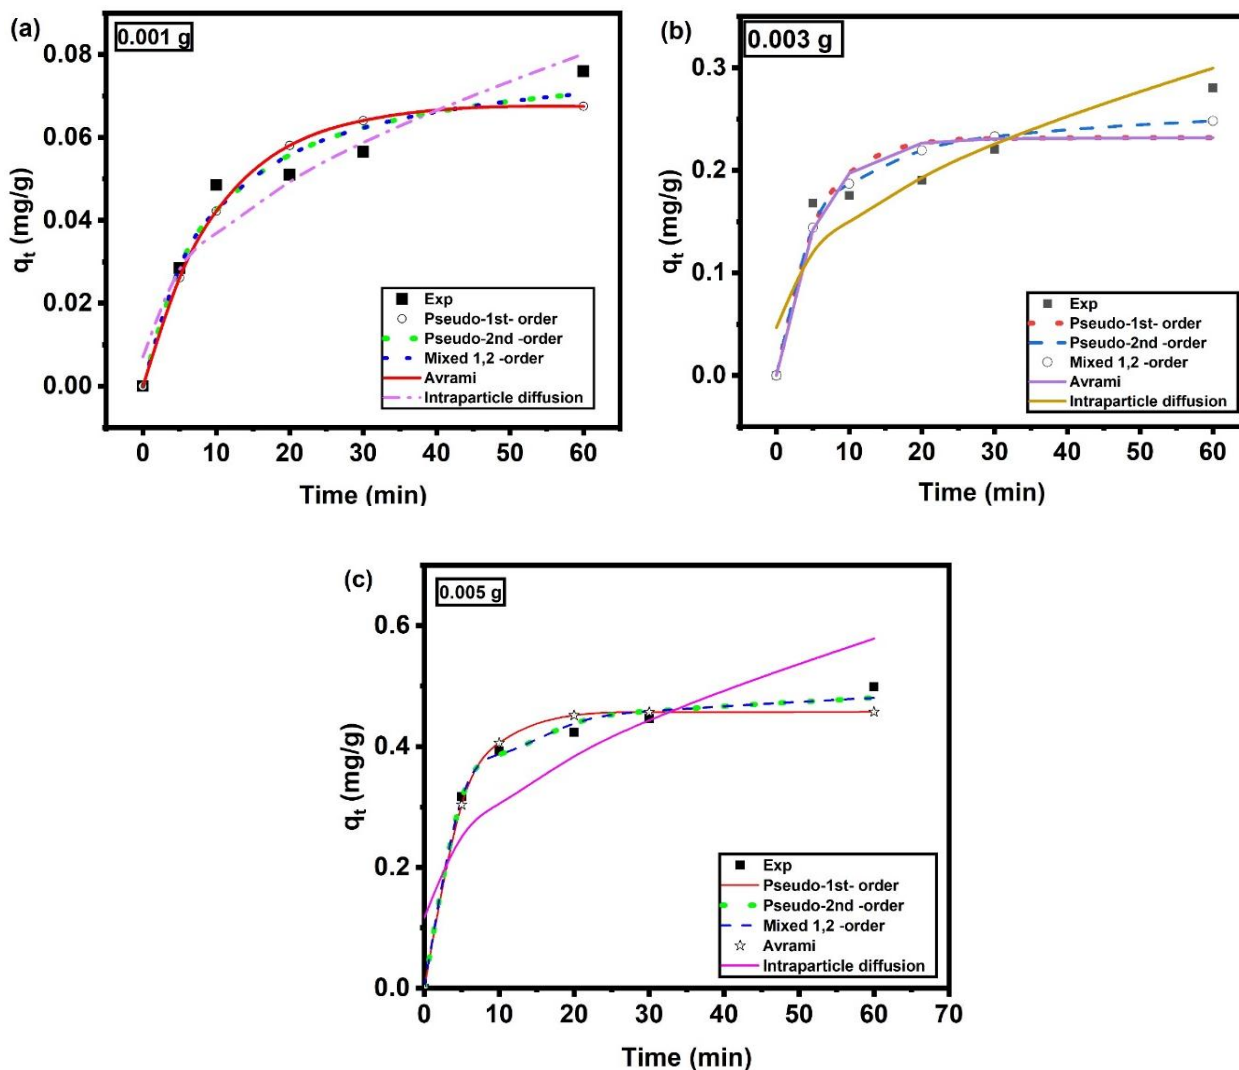 (a)
0.001 g
0.08
0.06
0.04
0.02
0.00
qt (mg/g)
Exp
Pseudo-1st- order
Pseudo-2nd -order
Mixed 1,2 -order
Avrami
Intraparticle diffusion
0 10 20 30 40 50 60
Time (min)
(b)
0.003 g
0.3
0.2
0.1
0.0
qt (mg/g)
Exp
Pseudo-1st- order
Pseudo-2nd -order
Mixed 1,2 -order
Avrami
Intraparticle diffusion
0 10 20 30 40 50 60
Time (min)
(c)
0.005 g
0.6
0.4
0.2
0.0
qt (mg/g)
Exp
Pseudo-1st- order
Pseudo-2nd -order
Mixed 1,2 -order
Avrami
Intraparticle diffusion
0 10 20 30 40 50 60 70
Time (min)